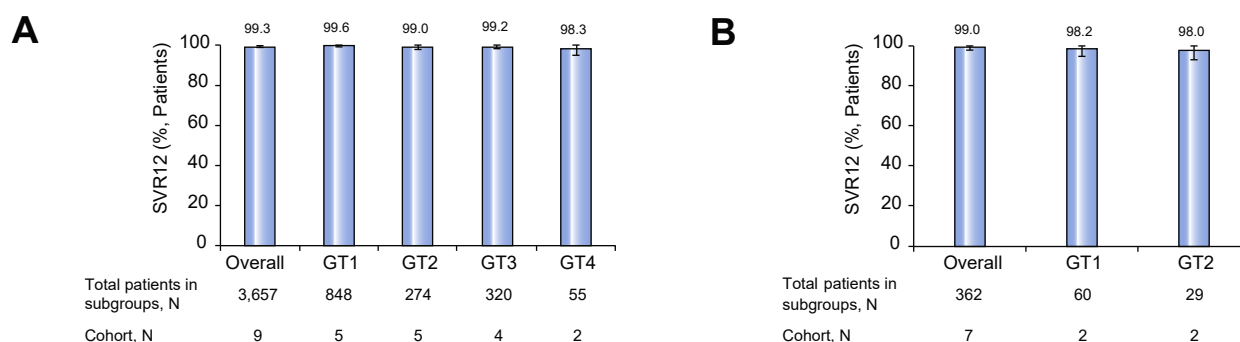 A
99.3 99.6 99.0 99.2 98.3
100
80
60
40
20
0
SVR12 (%, Patients)
Overall GT1 GT2 GT3 GT4
Total patients in
subgroups, N
3,657 848 274 320 55
Cohort, N 9 5 5 4 2
B
99.0 98.2 98.0
100
80
60
40
20
0
SVR12 (%, Patients)
Overall GT1 GT2
Total patients in
subgroups, N
362 60 29
Cohort, N 7 2 2